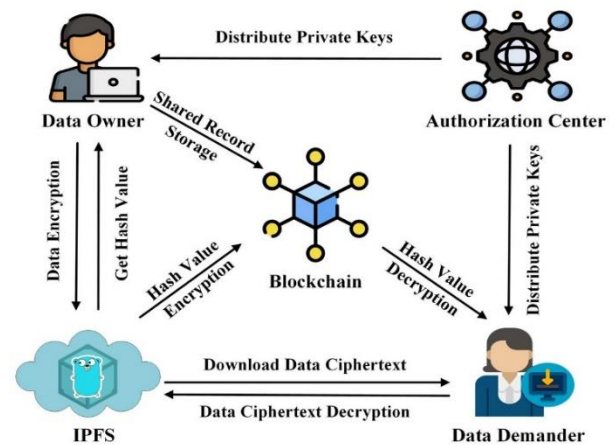 Distribute Private Keys
Data Owner
Authorization Center
Shared Record
Storage
Data Encryption
Get Hash Value
Distribute Private Keys
Hash Value
Encryption
Blockchain
Hash Value
Decryption
Download Data Ciphertext
Data Ciphertext Decryption
IPFS
Data Demander